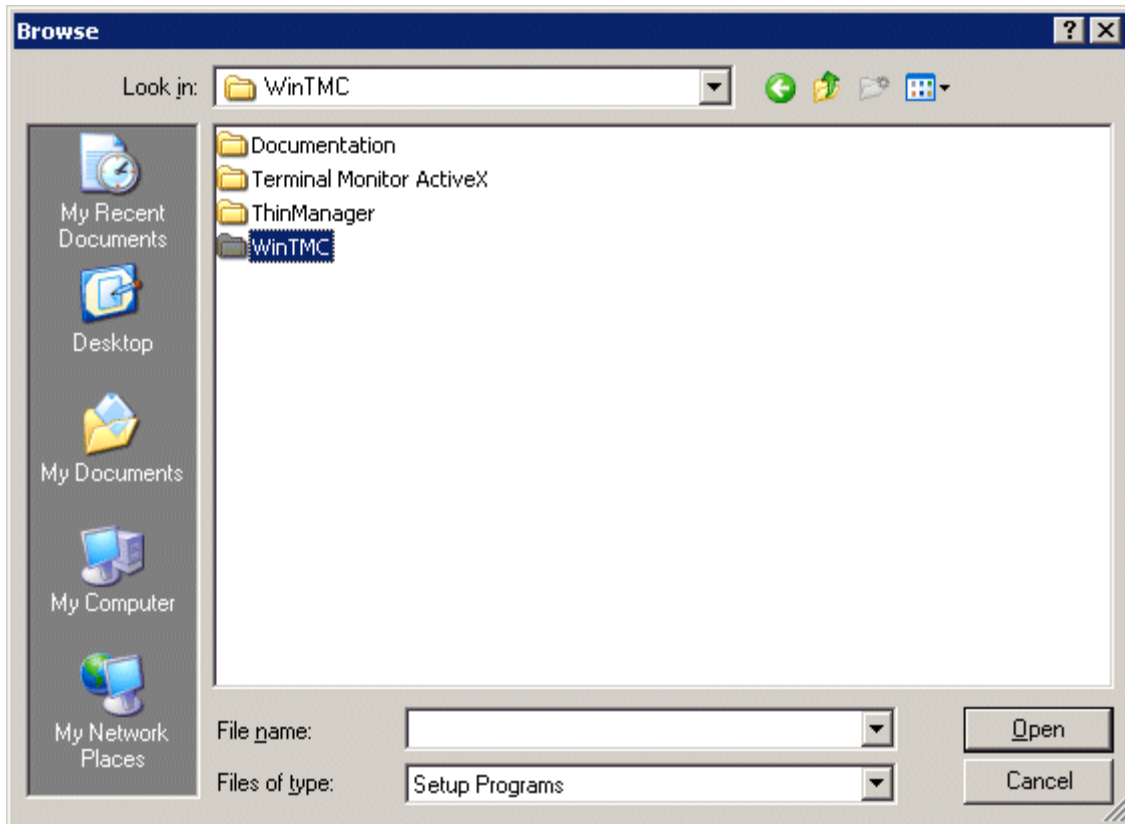 Browse
Look in: WinTMC
Documentation
Terminal Monitor ActiveX
ThinManager
WinTMC
My Recent
Documents
Desktop
My Documents
My Computer
My Network
Places
File name:
Open
Files of type: Setup Programs
Cancel